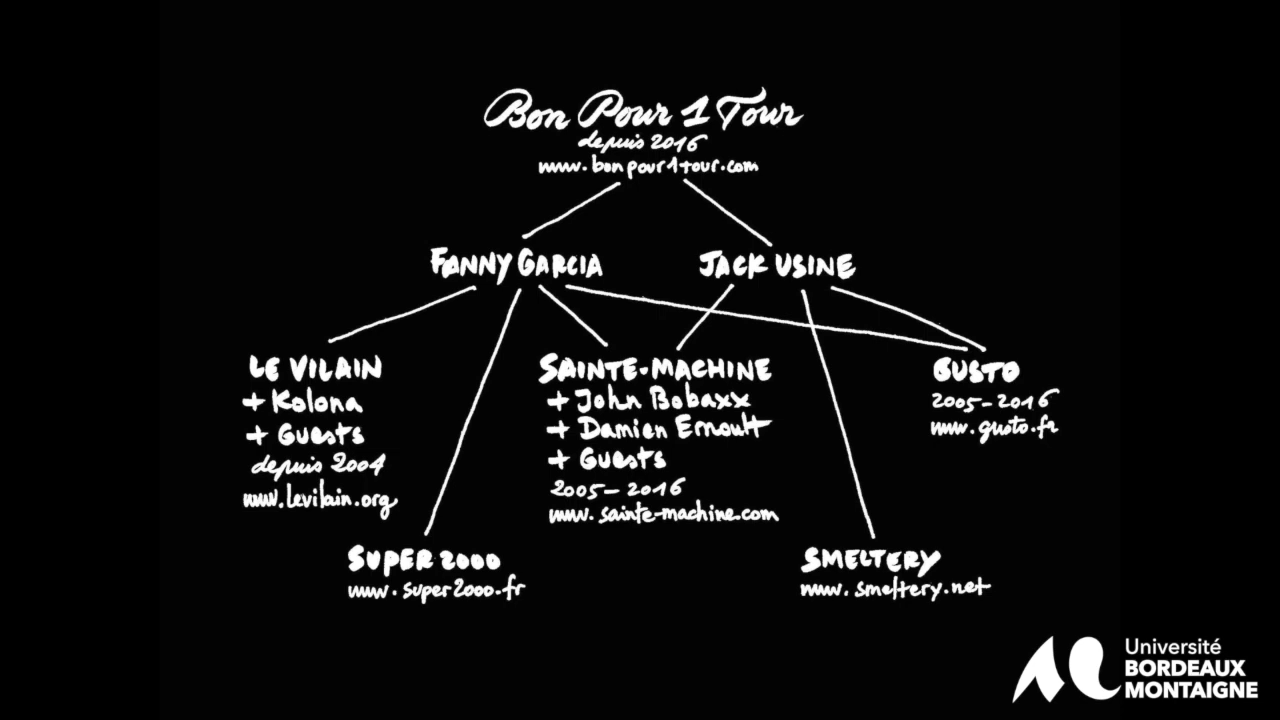 Bon Pour 1 Tour
depuis 2016
www.bonpour1tour.com
FANNY GARCIA
JACK USINE
LE VILAIN
+ Kolona
+ Guests
depuis 2004
www.levilain.org
SAINTE-MACHINE
+ John Bobaxx
+ Damien Ernoult
+ Guests
2005-2016
www.sainte-machine.com
GUSTO
2005-2016
www.gusto.fr
SUPER 2000
www.super2000.fr
SMELTERY
www.smeltery.net
Université
BORDEAUX
MONTAIGNE